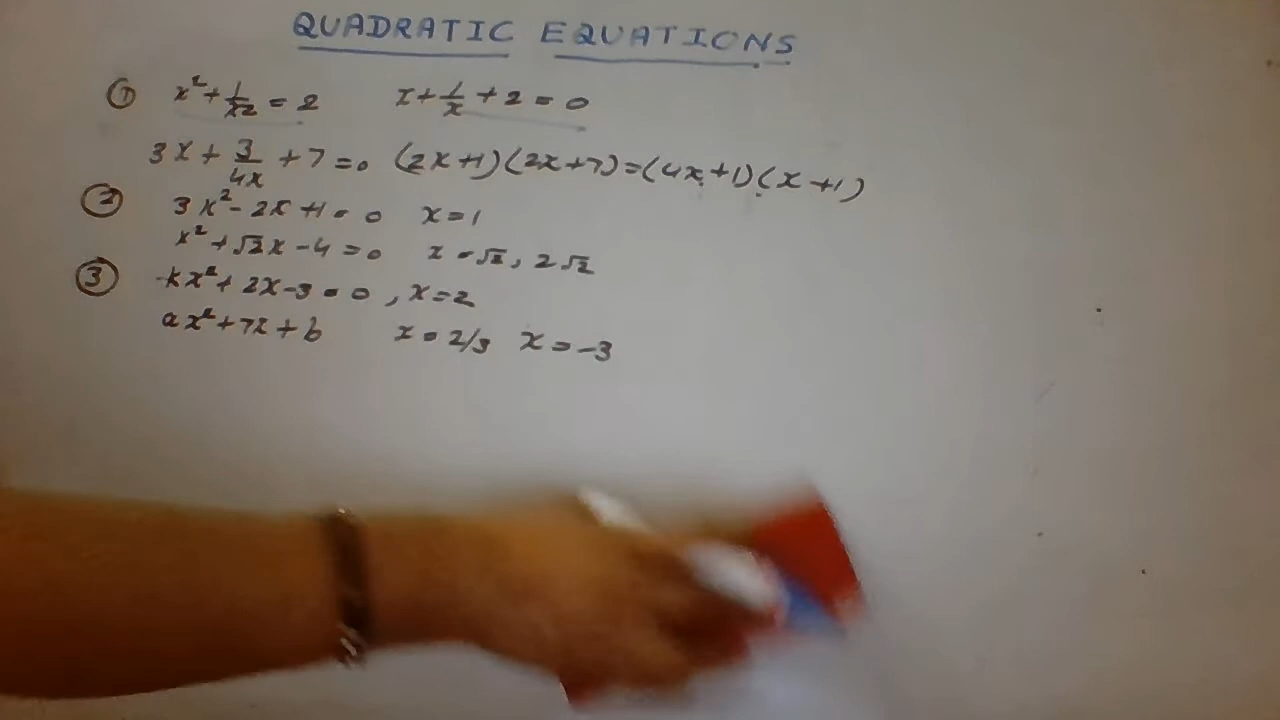 QUADRATIC EQUATIONS
① x² + 1/x2 = 2 x + 1/x + 2 = 0
3x + 3/4x + 7 = 0 (2x+1)(2x+7) = (4x+1)(x+1)
② 3x² - 2x + 1 = 0 x = 1
x² + √2x - 4 = 0 x = √2, 2√2
③ kx² + 2x - 3 = 0, x = 2
ax² + 7x + b x = 2/3 x = -3